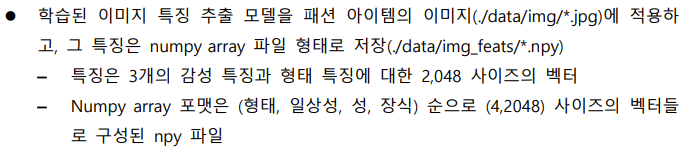 ● 학습된 이미지 특징 추출 모델을 패션 아이템의 이미지(./data/img/*.jpg)에 적용하
고, 그 특징은 numpy array 파일 형태로 저장(./data/img_feats/*.npy)
– 특징은 3개의 감성 특징과 형태 특징에 대한 2,048 사이즈의 벡터
– Numpy array 포맷은 (형태, 일상성, 성, 장식) 순으로 (4,2048) 사이즈의 벡터들
로 구성된 npy 파일